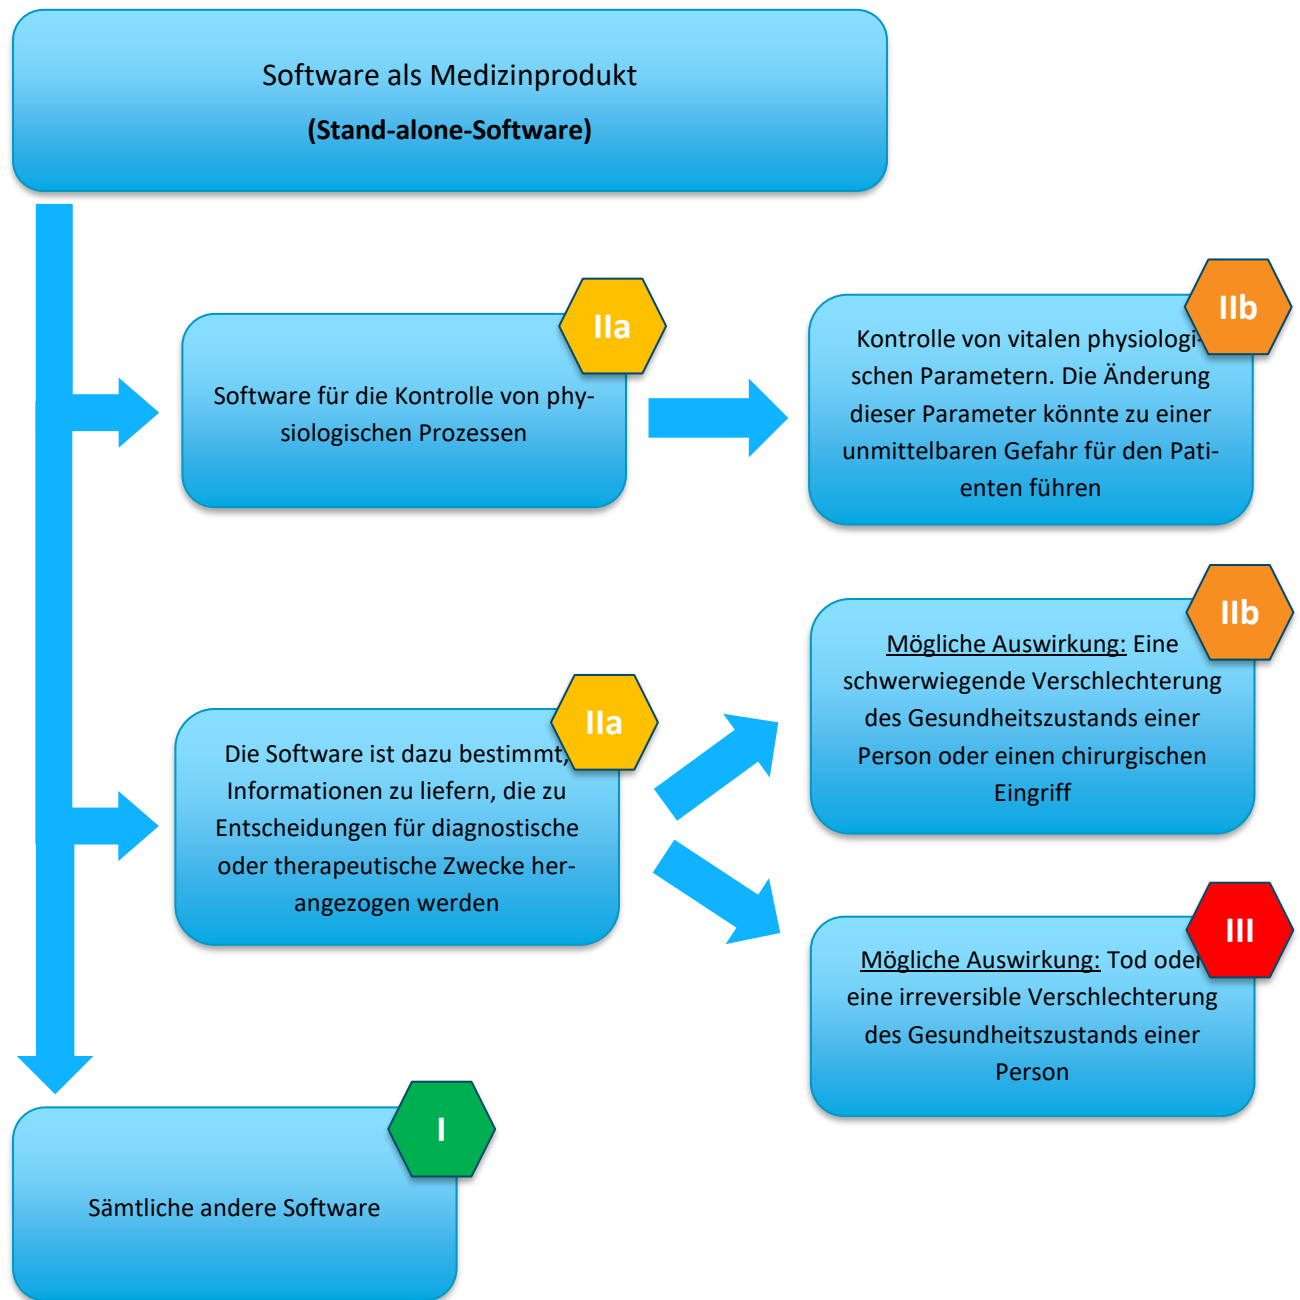 Software als Medizinprodukt
(Stand-alone-Software)
IIa
Software für die Kontrolle von phy-
siologischen Prozessen
IIb
Kontrolle von vitalen physiologi-
schen Parametern. Die Änderung
dieser Parameter könnte zu einer
unmittelbaren Gefahr für den Pati-
enten führen
IIa
Die Software ist dazu bestimmt,
Informationen zu liefern, die zu
Entscheidungen für diagnostische
oder therapeutische Zwecke her-
angezogen werden
IIb
Mögliche Auswirkung: Eine
schwerwiegende Verschlechterung
des Gesundheitszustands einer
Person oder einen chirurgischen
Eingriff
III
Mögliche Auswirkung: Tod oder
eine irreversible Verschlechterung
des Gesundheitszustands einer
Person
I
Sämtliche andere Software